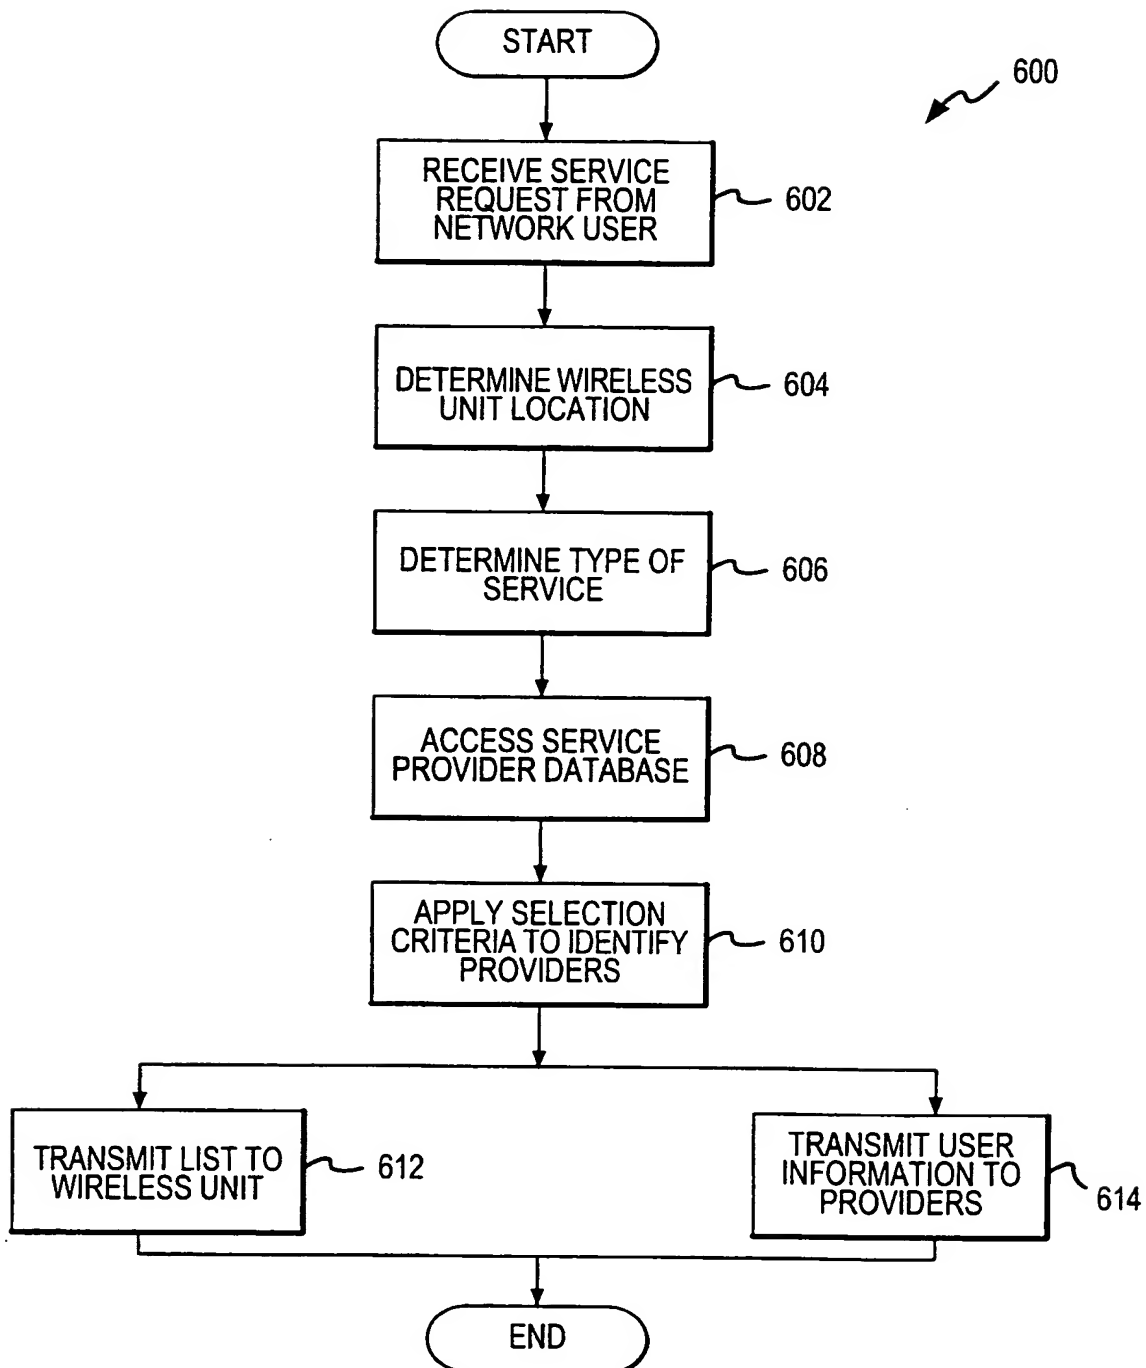 START
600
RECEIVE SERVICE
REQUEST FROM
NETWORK USER
602
DETERMINE WIRELESS
UNIT LOCATION
604
DETERMINE TYPE OF
SERVICE
606
ACCESS SERVICE
PROVIDER DATABASE
608
APPLY SELECTION
CRITERIA TO IDENTIFY
PROVIDERS
610
TRANSMIT LIST TO
WIRELESS UNIT
612
TRANSMIT USER
INFORMATION TO
PROVIDERS
614
END